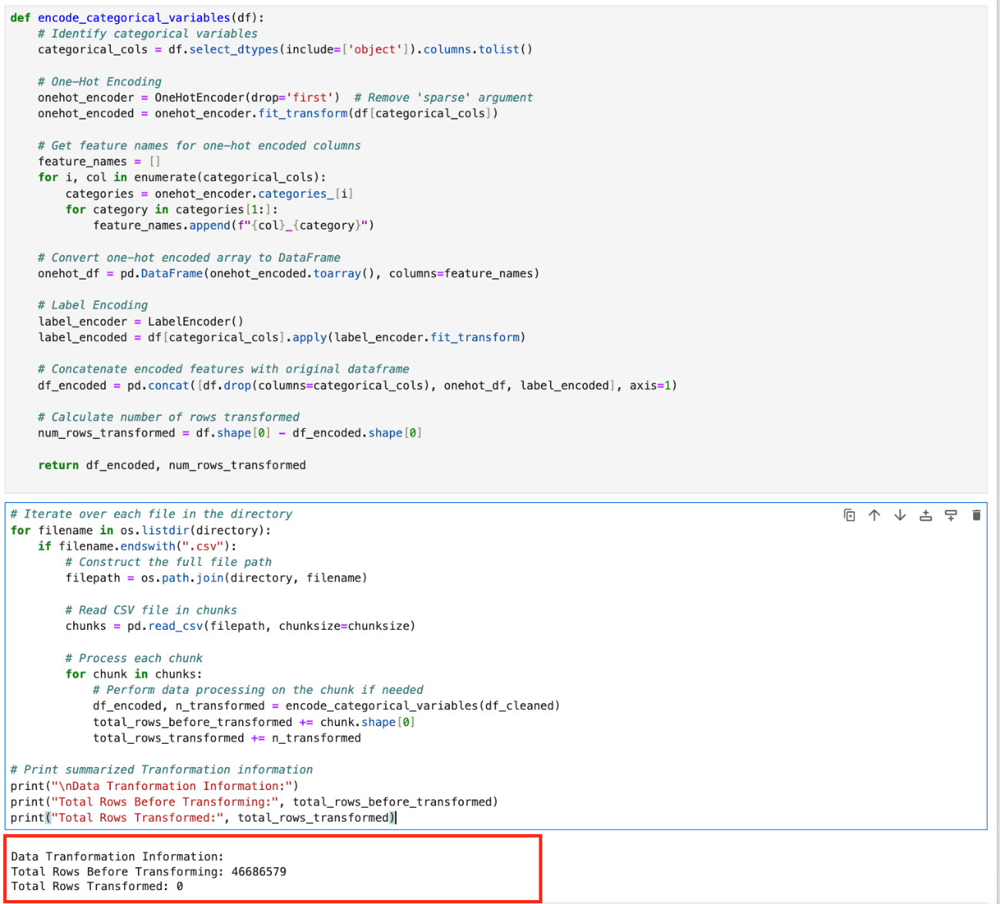 def encode_categorical_variables(df):
    # Identify categorical variables
    categorical_cols = df.select_dtypes(include=['object']).columns.tolist()

    # One-Hot Encoding
    onehot_encoder = OneHotEncoder(drop='first')  # Remove 'sparse' argument
    onehot_encoded = onehot_encoder.fit_transform(df[categorical_cols])

    # Get feature names for one-hot encoded columns
    feature_names = []
    for i, col in enumerate(categorical_cols):
        categories = onehot_encoder.categories_[i]
        for category in categories[1:]:
            feature_names.append(f"{col}_{category}")

    # Convert one-hot encoded array to DataFrame
    onehot_df = pd.DataFrame(onehot_encoded.toarray(), columns=feature_names)

    # Label Encoding
    label_encoder = LabelEncoder()
    label_encoded = df[categorical_cols].apply(label_encoder.fit_transform)

    # Concatenate encoded features with original dataframe
    df_encoded = pd.concat([df.drop(columns=categorical_cols), onehot_df, label_encoded], axis=1)

    # Calculate number of rows transformed
    num_rows_transformed = df.shape[0] - df_encoded.shape[0]

    return df_encoded, num_rows_transformed

# Iterate over each file in the directory
for filename in os.listdir(directory):
    if filename.endswith(".csv"):
        # Construct the full file path
        filepath = os.path.join(directory, filename)

        # Read CSV file in chunks
        chunks = pd.read_csv(filepath, chunksize=chunksize)

        # Process each chunk
        for chunk in chunks:
            # Perform data processing on the chunk if needed
            df_encoded, n_transformed = encode_categorical_variables(df_cleaned)
            total_rows_before_transformed += chunk.shape[0]
            total_rows_transformed += n_transformed

# Print summarized Tranformation information
print("\nData Tranformation Information:")
print("Total Rows Before Transforming:", total_rows_before_transformed)
print("Total Rows Transformed:", total_rows_transformed)

Data Tranformation Information:
Total Rows Before Transforming: 46686579
Total Rows Transformed: 0